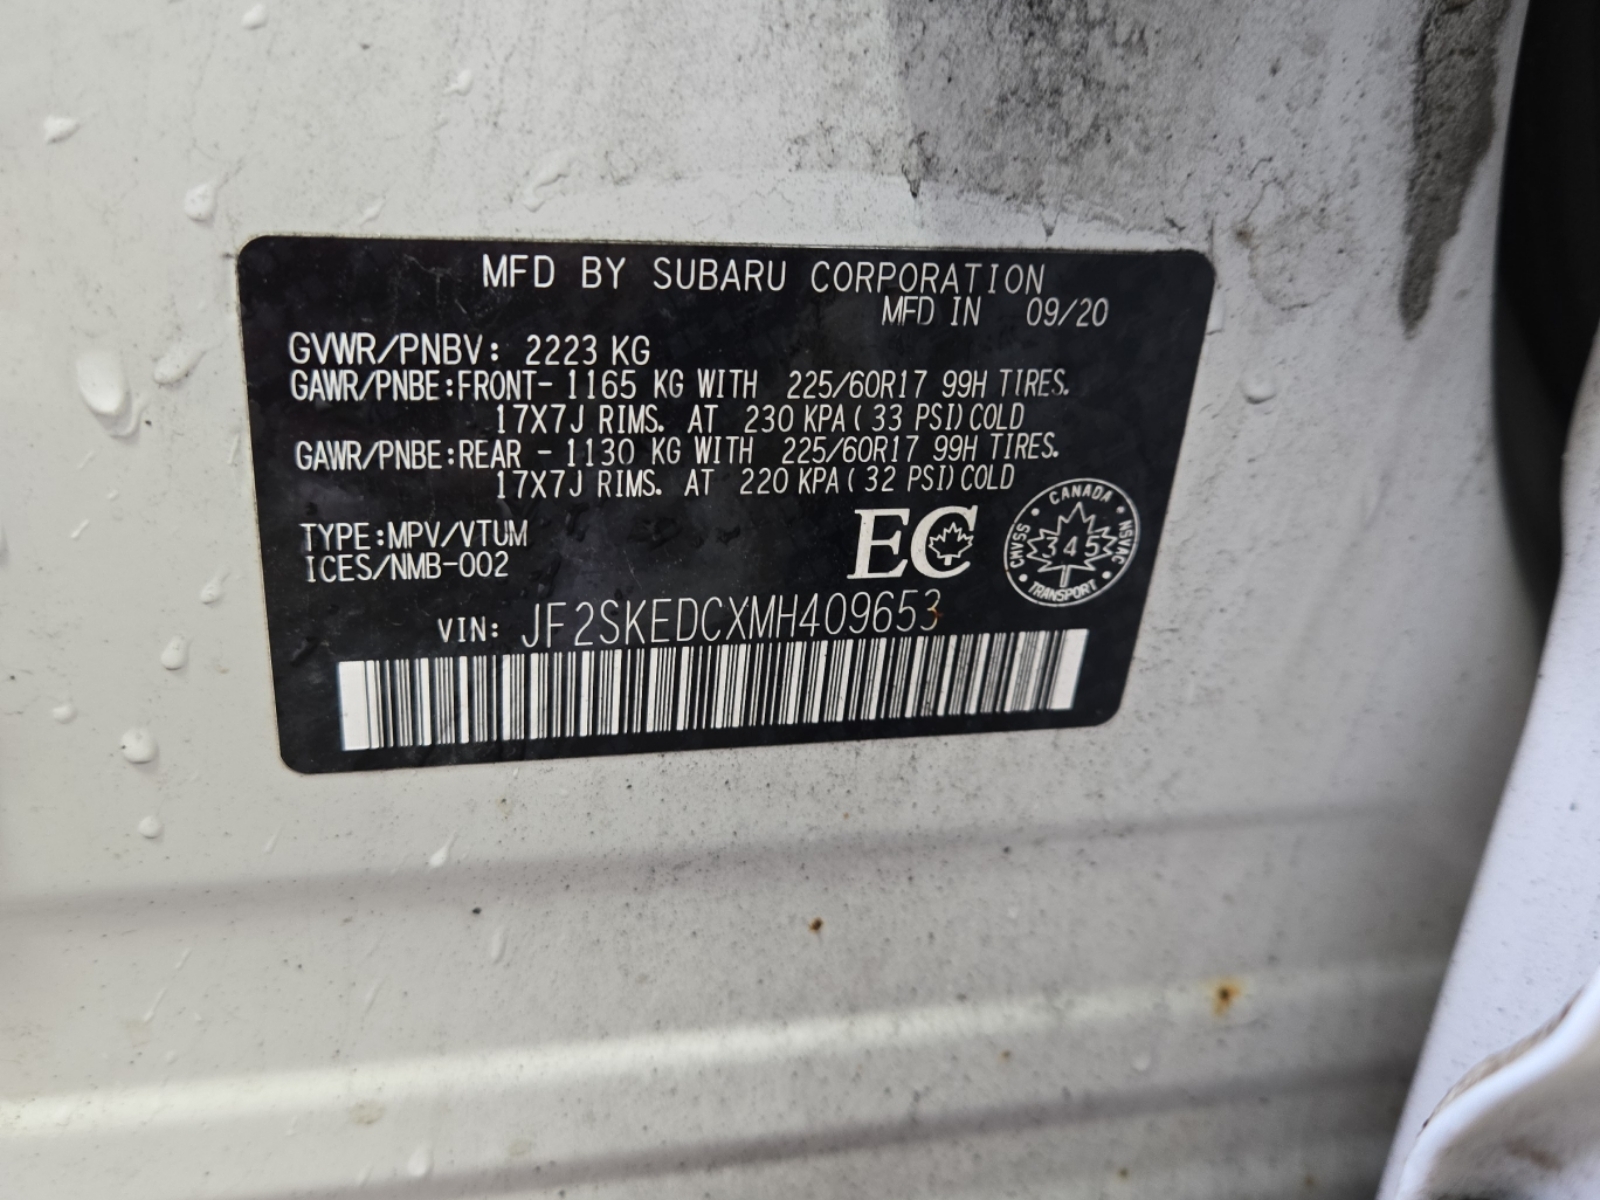 MFD BY SUBARU CORPORATION
MFD IN 09/20
GVWR/PNBV: 2223 KG
GAWR/PNBE:FRONT- 1165 KG WITH 225/60R17 99H TIRES.
17X7J RIMS. AT 230 KPA(33 PSI)COLD
GAWR/PNBE:REAR - 1130 KG WITH 225/60R17 99H TIRES.
17X7J RIMS. AT 220 KPA(32 PSI)COLD
TYPE:MPV/VTUM
ICES/NMB-002
EC
CANADA
CMVSS 345 NSVAC
TRANSPORT
VIN: JF2SKEDCXMH409653